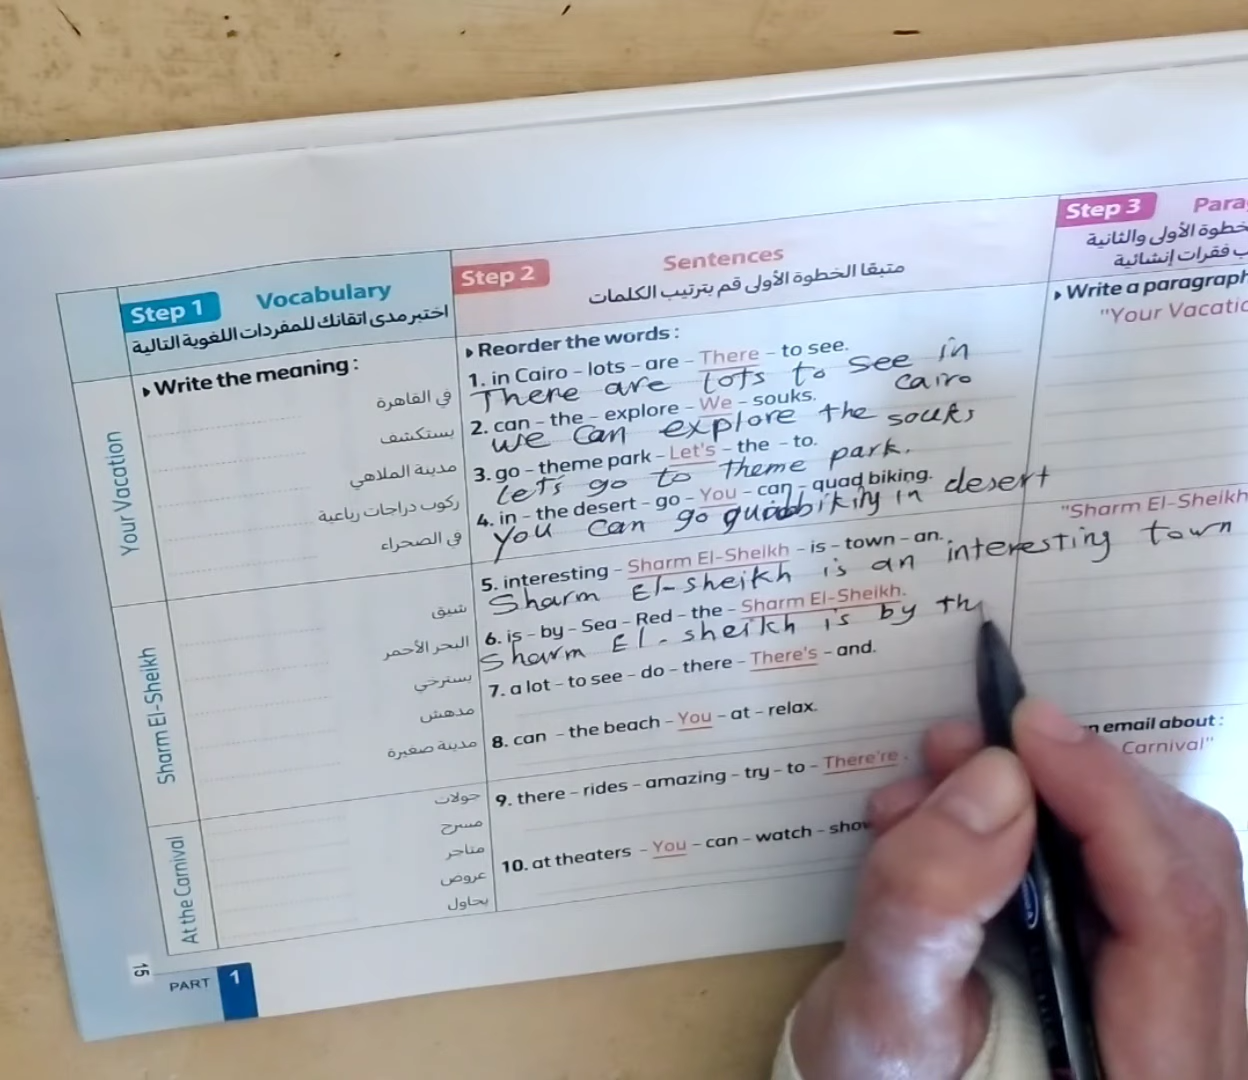 Step 1 Vocabulary
اختبر مدى اتقانك للمفردات اللغوية التالية
Step 2 Sentences
متبقا الخطوة الأولى قم بترتيب الكلمات
Step 3 Para
خطوة الأولى والثانية
ب فقرات إنشائية
Your Vacation
Write the meaning :
في القاهرة
يستكشف
مدينة الملاهي
ركوب دراجات رباعية
في الصحراء
Sharm El-Sheikh
شيق
البحر الأحمر
يسترخي
مدهش
مدينة صغيرة
At the Carnival
جولات
مسرح
متاجر
عروض
يحاول
Reorder the words :
1. in Cairo – lots – are – There – to see.
There are lots to see in
Cairo
2. can – the – explore – We – souks.
we can explore the souks
3. go – theme park – Let's – the – to.
Let's go to theme park.
4. in – the desert – go – You – can – quad biking.
You can go quadbiking in desert
5. interesting – Sharm El-Sheikh – is – town – an.
Sharm El-sheikh is an interesting town
6. is – by – Sea – Red – the – Sharm El-Sheikh.
Sharm El-sheikh is by th
7. a lot – to see – do – there – There's – and.
8. can – the beach – You – at – relax.
9. there – rides – amazing – try – to – There're .
10. at theaters – You – can – watch – show
Write a paragraph
"Your Vacatio
"Sharm El-Sheikh
n email about :
Carnival"
15
PART 1